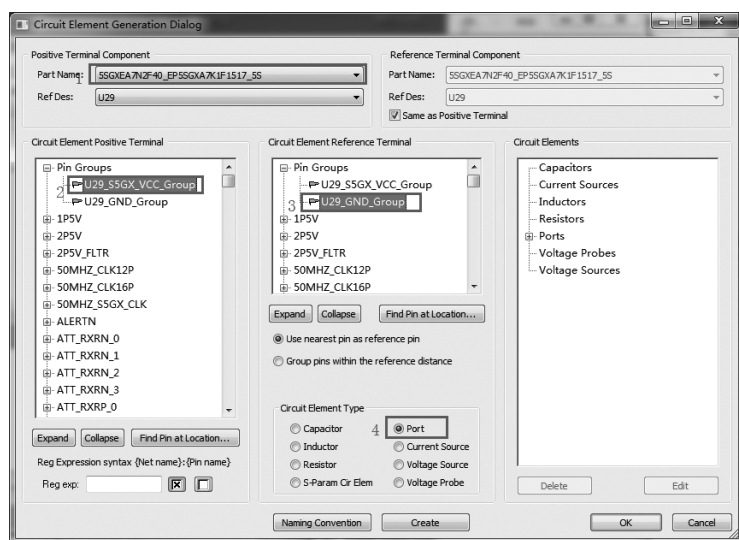 Circuit Element Generation Dialog
Positive Terminal Component
Part Name: 5SGXEA7N2F40_EP5SGXA7K1F1517_5S
1
RefDes: U29
Reference Terminal Component
Part Name: 5SGXEA7N2F40_EP5SGXA7K1F1517_5S
RefDes: U29
Same as Positive Terminal
Circuit Element Positive Terminal
Pin Groups
2 U29_S5GX_VCC_Group
U29_GND_Group
1P5V
2P5V
2P5V_FLTR
50MHZ_CLK12P
50MHZ_CLK16P
50MHZ_S5GX_CLK
ALERTN
ATT_RXRN_0
ATT_RXRN_1
ATT_RXRN_2
ATT_RXRN_3
ATT_RXRP_0
Expand Collapse Find Pin at Location...
Reg Expression syntax {Net name}:{Pin name}
Reg exp:
Circuit Element Reference Terminal
Pin Groups
U29_S5GX_VCC_Group
3 U29_GND_Group
1P5V
2P5V
2P5V_FLTR
50MHZ_CLK12P
50MHZ_CLK16P
Expand Collapse Find Pin at Location...
Use nearest pin as reference pin
Group pins within the reference distance
Circuit Element Type
Capacitor 4 Port
Inductor Current Source
Resistor Voltage Source
S-Param Cir Elem Voltage Probe
Circuit Elements
Capacitors
Current Sources
Inductors
Resistors
Ports
Voltage Probes
Voltage Sources
Delete Edit
Naming Convention Create OK Cancel